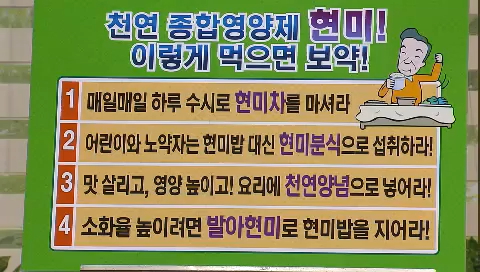 천연 종합영양제 현미!
이렇게 먹으면 보약!
1 매일매일 하루 수시로 현미차를 마셔라
2 어린이와 노약자는 현미밥 대신 현미분식으로 섭취하라!
3 맛 살리고, 영양 높이고! 요리에 천연양념으로 넣어라!
4 소화율 높이려면 발아현미로 현미밥을 지어라!